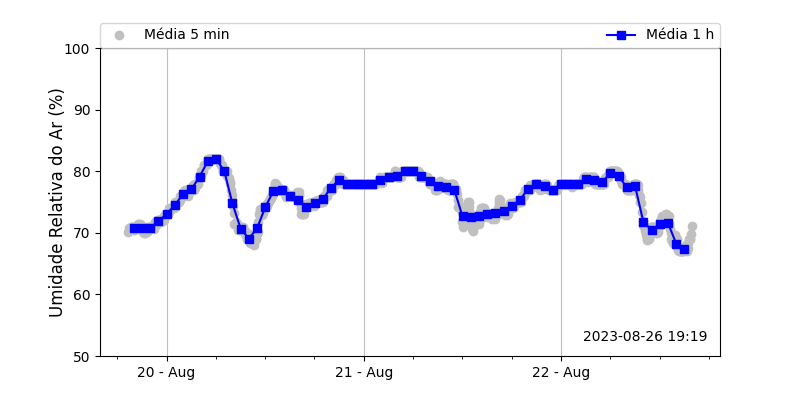 Média 5 min
Média 1 h
100
90
80
70
60
50
Umidade Relativa do Ar (%)
2023-08-26 19:19
20 - Aug
21 - Aug
22 - Aug